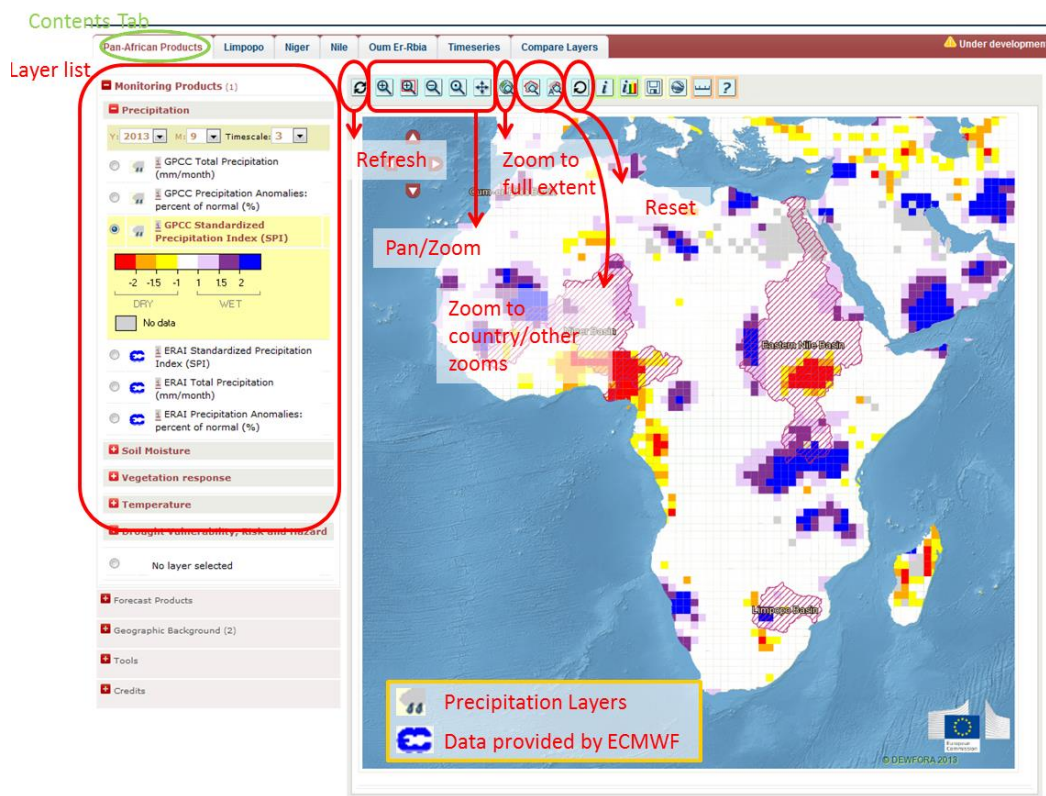 Contents Tab
Pan-African Products Limpopo Niger Nile Oum Er-Rbia Timeseries Compare Layers
Under development
Layer list
Monitoring Products (1)
Precipitation
Y: 2013 M: 9 Timescale: 3
GPCC Total Precipitation
(mm/month)
GPCC Precipitation Anomalies:
percent of normal (%)
GPCC Standardized
Precipitation Index (SPI)
-2 -1.5 -1 1 1.5 2
DRY WET
No data
ERAI Standardized Precipitation
Index (SPI)
ERAI Total Precipitation
(mm/month)
ERAI Precipitation Anomalies:
percent of normal (%)
Soil Moisture
Vegetation response
Temperature
Drought Vulnerability, Risk and Hazard
No layer selected
Forecast Products
Geographic Background (2)
Tools
Credits
i i ?
Refresh
Zoom to
full extent
Reset
Pan/Zoom
Zoom to
country/other
zooms
Niger Basin
Eastern Nile Basin
Limpopo Basin
Precipitation Layers
Data provided by ECMWF
European
Commission
© DEWFORA 2013